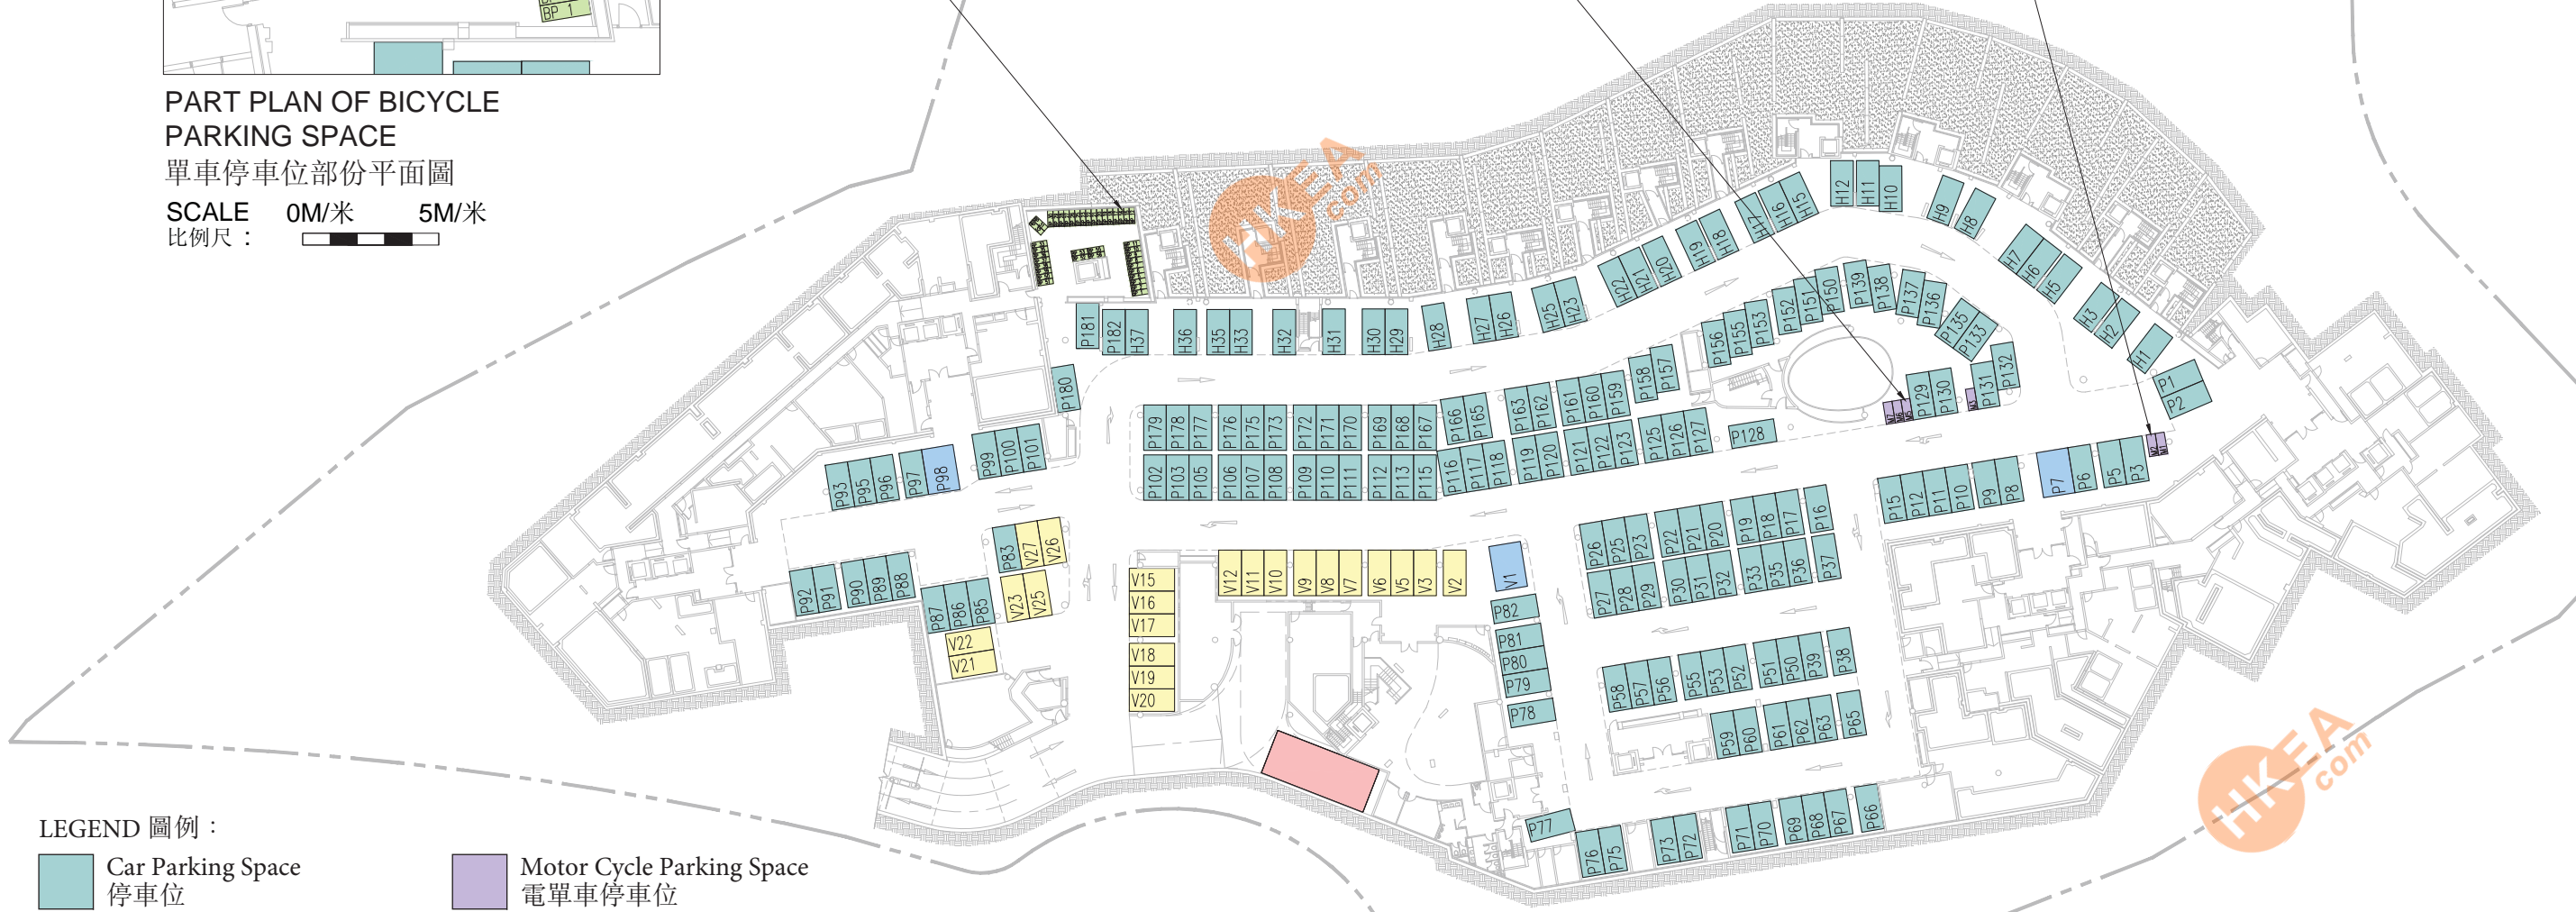 BP 1
PART PLAN OF BICYCLE
PARKING SPACE
單車停車位部份平面圖
SCALE 0M/米 5M/米
比例尺：
HKEA
com
H12 H11 H10
H9 H8
H17 H16 H15
H19 H18
H22 H21 H20
H25 H23
H27 H26
H28
H7 H6 H5
H3 H2
H1
P1
P2
P181 P182 H37 H36 H35 H33 H32 H31 H30 H29
P156 P155 P153 P152 P151 P150 P139 P138 P137 P136 P135 P133
P132 P131
P129 P130
P180
P158 P157
P163 P162 P161 P160 P159
P179 P178 P177 P176 P175 P173 P172 P171 P170 P169 P168 P167 P166 P165
P102 P103 P105 P106 P107 P108 P109 P110 P111 P112 P113 P115 P116 P117 P118 P119 P120 P121 P122 P123 P125 P126 P127 P128
P93 P95 P96 P97 P98 P99 P100 P101
P15 P12 P11 P10 P9 P8 P7 P6 P5 P3
P26 P25 P23 P22 P21 P20 P19 P18 P17 P16
P27 P28 P29 P30 P31 P32 P33 P35 P36 P37
P83 V27 V26
V12 V11 V10 V9 V8 V7 V6 V5 V3 V2 V1
P92 P91 P90 P89 P88
P87 P86 P85 V23 V25
V22
V21
V15
V16
V17
V18
V19
V20
P82
P81
P80
P79
P78
P58 P57 P56 P55 P53 P52 P51 P50 P39 P38
P59 P60 P61 P62 P63 P65
P77
P76 P75 P73 P72 P71 P70 P69 P68 P67 P66
HKEA
com
LEGEND 圖例：
Car Parking Space
停車位
Motor Cycle Parking Space
電單車停車位